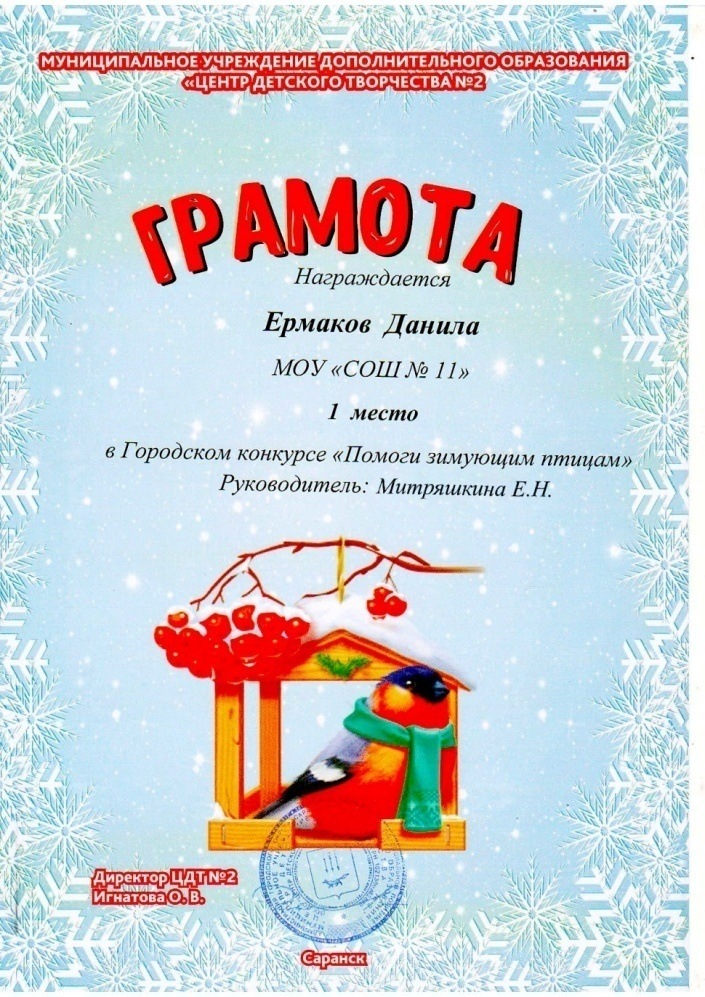 МУНИЦИПАЛЬНОЕ УЧРЕЖДЕНИЕ ДОПОЛНИТЕЛЬНОГО ОБРАЗОВАНИЯ
«ЦЕНТР ДЕТСКОГО ТВОРЧЕСТВА №2
ГРАМОТА
Награждается
Ермаков Данила
МОУ «СОШ № 11»
1 место
в Городском конкурсе «Помоги зимующим птицам»
Руководитель: Митряшкина Е.Н.
Директор ЦДТ №2
Игнатова О. В.
Саранск